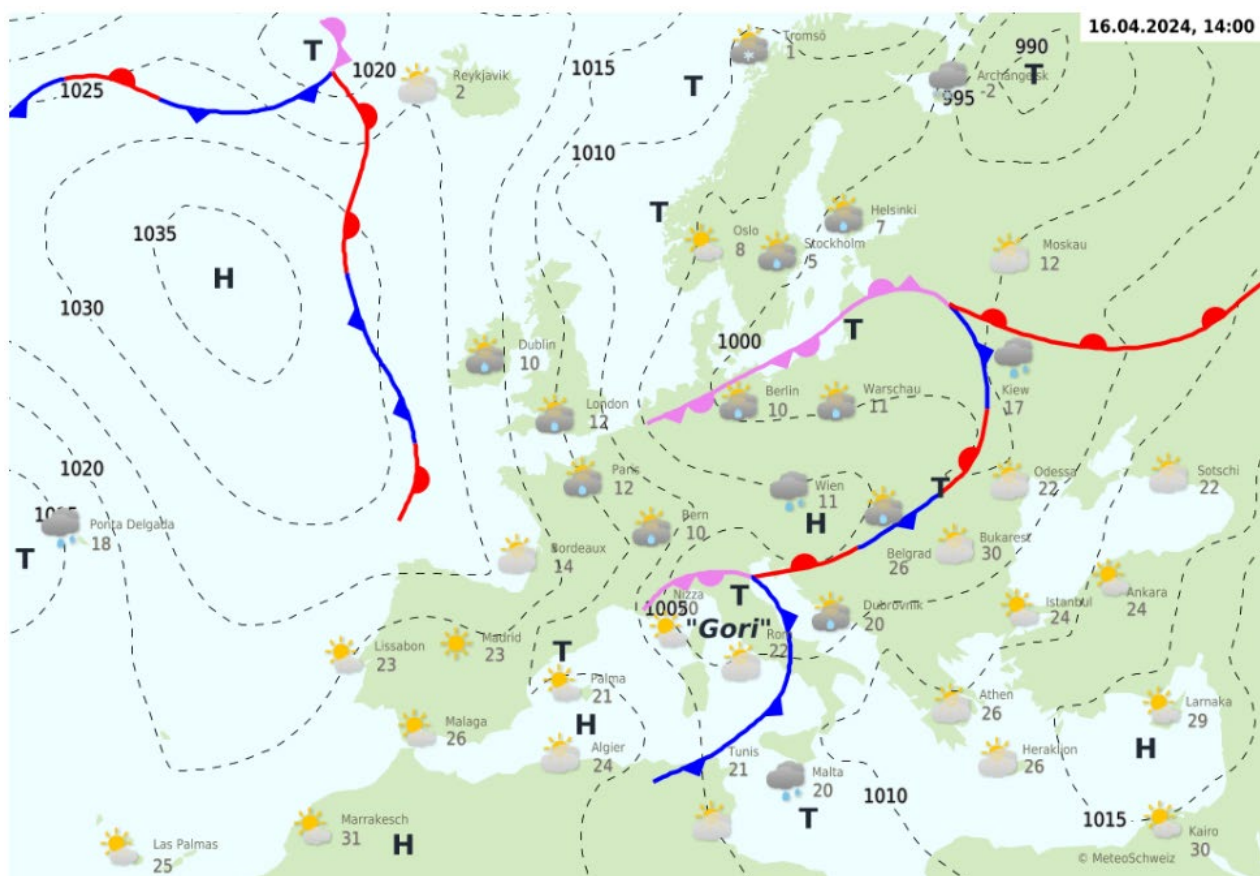 16.04.2024, 14:00
T
1025
1020
Reykjavik
2
1015
T
Tromsö
1
Archangelsk
-2
995
990
T
1010
1035
H
1030
T
Oslo
8
Stockholm
5
Helsinki
7
Moskau
12
1000
T
Dublin
10
London
12
Berlin
10
Warschau
11
Kiew
17
1020
Ponta Delgada
18
T
Paris
12
Bern
10
Wien
11
H
T
Odessa
22
Sotschi
22
Bordeaux
14
Belgrad
26
Bukarest
30
Nizza
1005
T
"Gori"
Rom
22
Dubrovnik
20
Istanbul
24
Ankara
24
Lissabon
23
Madrid
23
T
Palma
21
H
Malaga
26
Algier
24
Tunis
21
Malta
20
T
1010
Athen
26
Heraklion
26
Larnaka
29
H
1015
Kairo
30
Las Palmas
25
Marrakesch
31
H
© MeteoSchweiz